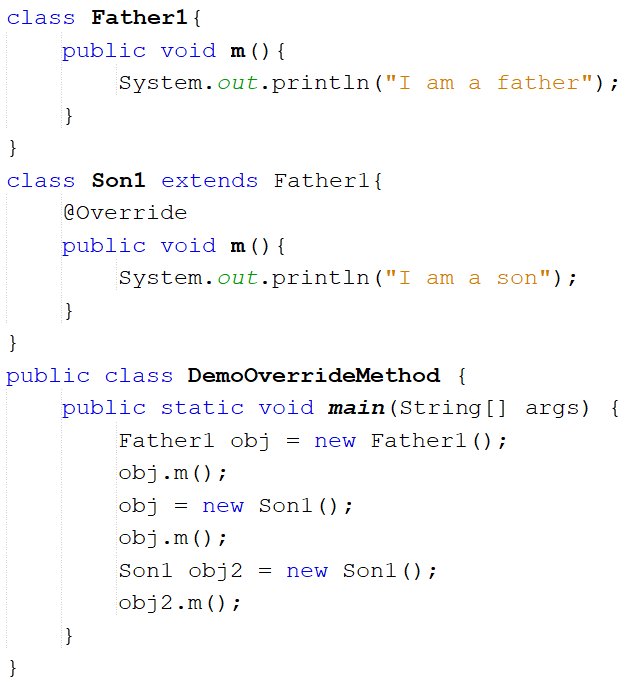 class Father1{
    public void m(){
        System.out.println("I am a father");
    }
}
class Son1 extends Father1{
    @Override
    public void m(){
        System.out.println("I am a son");
    }
}
public class DemoOverrideMethod {
    public static void main(String[] args) {
        Father1 obj = new Father1();
        obj.m();
        obj = new Son1();
        obj.m();
        Son1 obj2 = new Son1();
        obj2.m();
    }
}